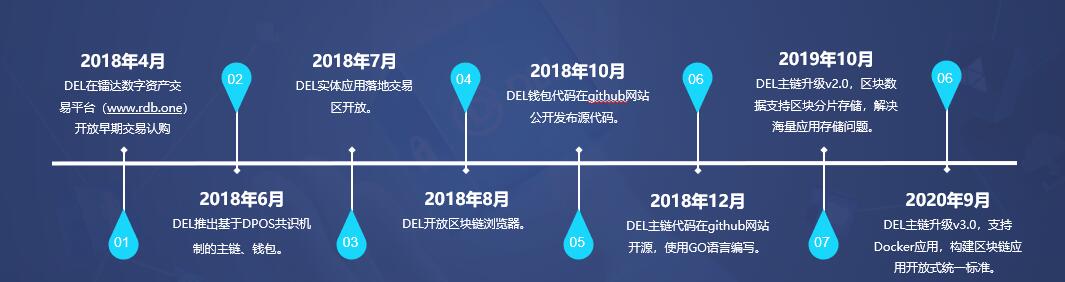 2018年4月
DEL在镭达数字资产交
易平台（www.rdb.one）
开放早期交易认购
01
02
2018年6月
DEL推出基于DPOS共识机
制的主链、钱包。
2018年7月
DEL实体应用落地交易
区开放。
03
04
2018年8月
DEL开放区块链浏览器。
2018年10月
DEL钱包代码在github网站
公开发布源代码。
05
06
2018年12月
DEL主链代码在github网站
开源，使用GO语言编写。
2019年10月
DEL主链升级v2.0，区块数
据支持区块分片存储，解决
海量应用存储问题。
07
06
2020年9月
DEL主链升级v3.0，支持
Docker应用，构建区块链应
用开放式统一标准。